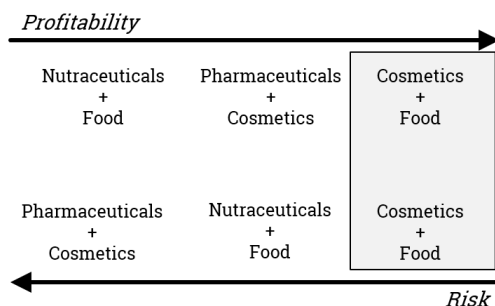 Profitability
Nutraceuticals
+
Food
Pharmaceuticals
+
Cosmetics
Cosmetics
+
Food
Pharmaceuticals
+
Cosmetics
Nutraceuticals
+
Food
Cosmetics
+
Food
Risk